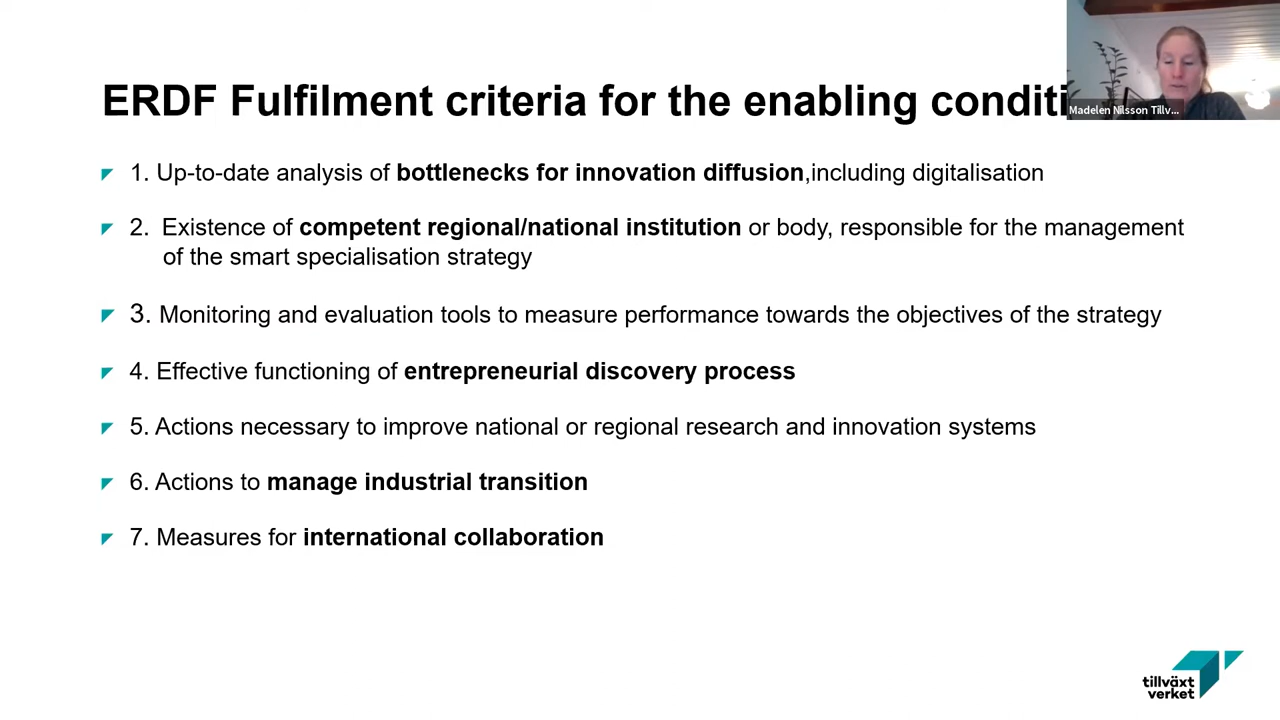 ERDF Fulfilment criteria for the enabling conditi
Madelen Nilsson Tillv...
1. Up-to-date analysis of bottlenecks for innovation diffusion,including digitalisation
2. Existence of competent regional/national institution or body, responsible for the management
of the smart specialisation strategy
3. Monitoring and evaluation tools to measure performance towards the objectives of the strategy
4. Effective functioning of entrepreneurial discovery process
5. Actions necessary to improve national or regional research and innovation systems
6. Actions to manage industrial transition
7. Measures for international collaboration
tillväxt
verket